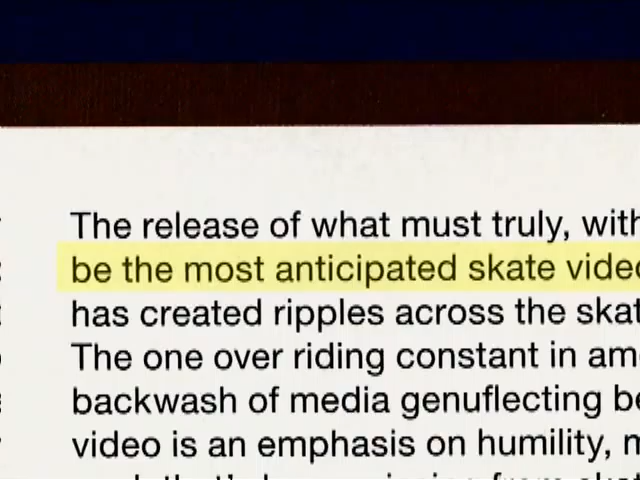 The release of what must truly, with
be the most anticipated skate video
has created ripples across the skat
The one over riding constant in am
backwash of media genuflecting be
video is an emphasis on humility, m